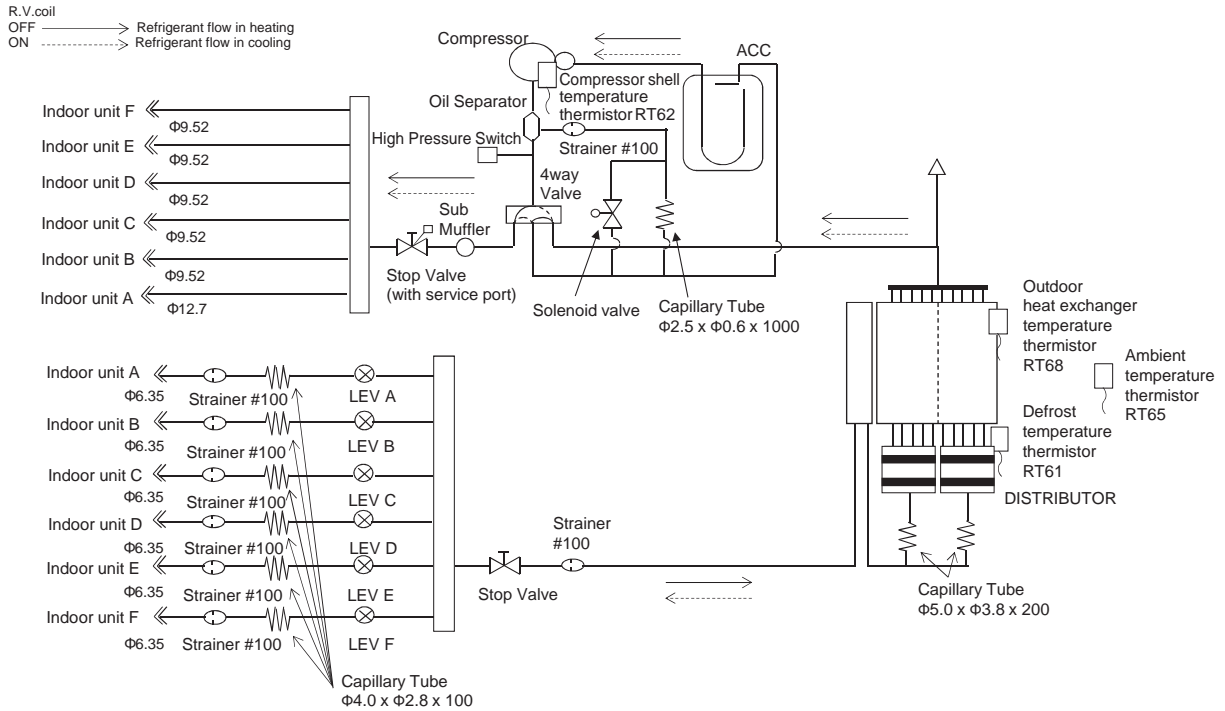 R.V.coil
OFF Refrigerant flow in heating
ON Refrigerant flow in cooling
Compressor
ACC
Compressor shell
temperature
thermistor RT62
Oil Separator
High Pressure Switch
Strainer #100
4way
Valve
Sub
Muffler
Stop Valve
(with service port)
Solenoid valve
Capillary Tube
Φ2.5 x Φ0.6 x 1000
Indoor unit F
Φ9.52
Indoor unit E
Φ9.52
Indoor unit D
Φ9.52
Indoor unit C
Φ9.52
Indoor unit B
Φ9.52
Indoor unit A
Φ12.7
Outdoor
heat exchanger
temperature
thermistor
RT68
Ambient
temperature
thermistor
RT65
Defrost
temperature
thermistor
RT61
DISTRIBUTOR
Capillary Tube
Φ5.0 x Φ3.8 x 200
Indoor unit A
Φ6.35 Strainer #100 LEV A
Indoor unit B
Φ6.35 Strainer #100 LEV B
Indoor unit C
Φ6.35 Strainer #100 LEV C
Indoor unit D
Φ6.35 Strainer #100 LEV D
Indoor unit E
Φ6.35 Strainer #100 LEV E
Indoor unit F
Φ6.35 Strainer #100 LEV F
Strainer
#100
Stop Valve
Capillary Tube
Φ4.0 x Φ2.8 x 100